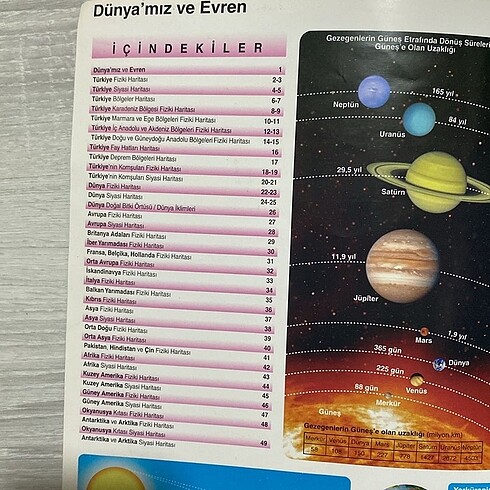 Dünya'mız ve Evren
İÇİNDEKİLER
Dünya'mız ve Evren 1
Türkiye Fiziki Haritası 2-3
Türkiye Siyasi Haritası 4-5
Türkiye Bölgeler Haritası 6-7
Türkiye Karadeniz Bölgesi Fiziki Haritası 8-9
Türkiye Marmara ve Ege Bölgeleri Fiziki Haritası 10-11
Türkiye İç Anadolu ve Akdeniz Bölgeleri Fiziki Haritası 12-13
Türkiye Doğu ve Güneydoğu Anadolu Bölgeleri Fiziki Haritası 14-15
Türkiye Fay Hatları Haritası 16
Türkiye Deprem Bölgeleri Haritası 17
Türkiye'nin Komşuları Fiziki Haritası 18-19
Türkiye'nin Komşuları Siyasi Haritası 20-21
Dünya Fiziki Haritası 22-23
Dünya Siyasi Haritası 24-25
Dünya Doğal Bitki Örtüsü / Dünya İklimleri 26
Avrupa Fiziki Haritası 27
Avrupa Siyasi Haritası 28
Britanya Adaları Fiziki Haritası 29
İber Yarımadası Fiziki Haritası 30
Fransa, Belçika, Hollanda Fiziki Haritası 31
Orta Avrupa Fiziki Haritası 32
İskandinavya Fiziki Haritası 33
İtalya Fiziki Haritası 34
Balkan Yarımadası Fiziki Haritası 35
Kıbrıs Fiziki Haritası 36
Asya Fiziki Haritası 37
Asya Siyasi Haritası 38
Orta Doğu Fiziki Haritası 39
Orta Asya Fiziki Haritası 40
Pakistan, Hindistan ve Çin Fiziki Haritası 41
Afrika Fiziki Haritası 42
Afrika Siyasi Haritası 43
Kuzey Amerika Fiziki Haritası 44
Kuzey Amerika Siyasi Haritası 45
Güney Amerika Fiziki Haritası 46
Güney Amerika Siyasi Haritası 47
Okyanusya Kıtası Fiziki Haritası 48
Antarktika ve Arktika Fiziki Haritası
Okyanusya Kıtası Siyasi Haritası
Antarktika ve Arktika Siyasi Haritası 49
Gezegenlerin Güneş Etrafında Dönüş Süreleri
Güneş'e Olan Uzaklığı
165 yıl
Neptün
84 yıl
Uranüs
29,5 yıl
Satürn
11,9 yıl
Jüpiter
Mars
1,9 yıl
365 gün
Dünya
225 gün
Venüs
88 gün
Merkür
Güneş
Gezegenlerin Güneş'e olan uzaklığı (milyon km)
Merkür Venüs Dünya Mars Jüpiter Satürn Uranüs Neptün
58 108 150 227 778 1427 2872 4503